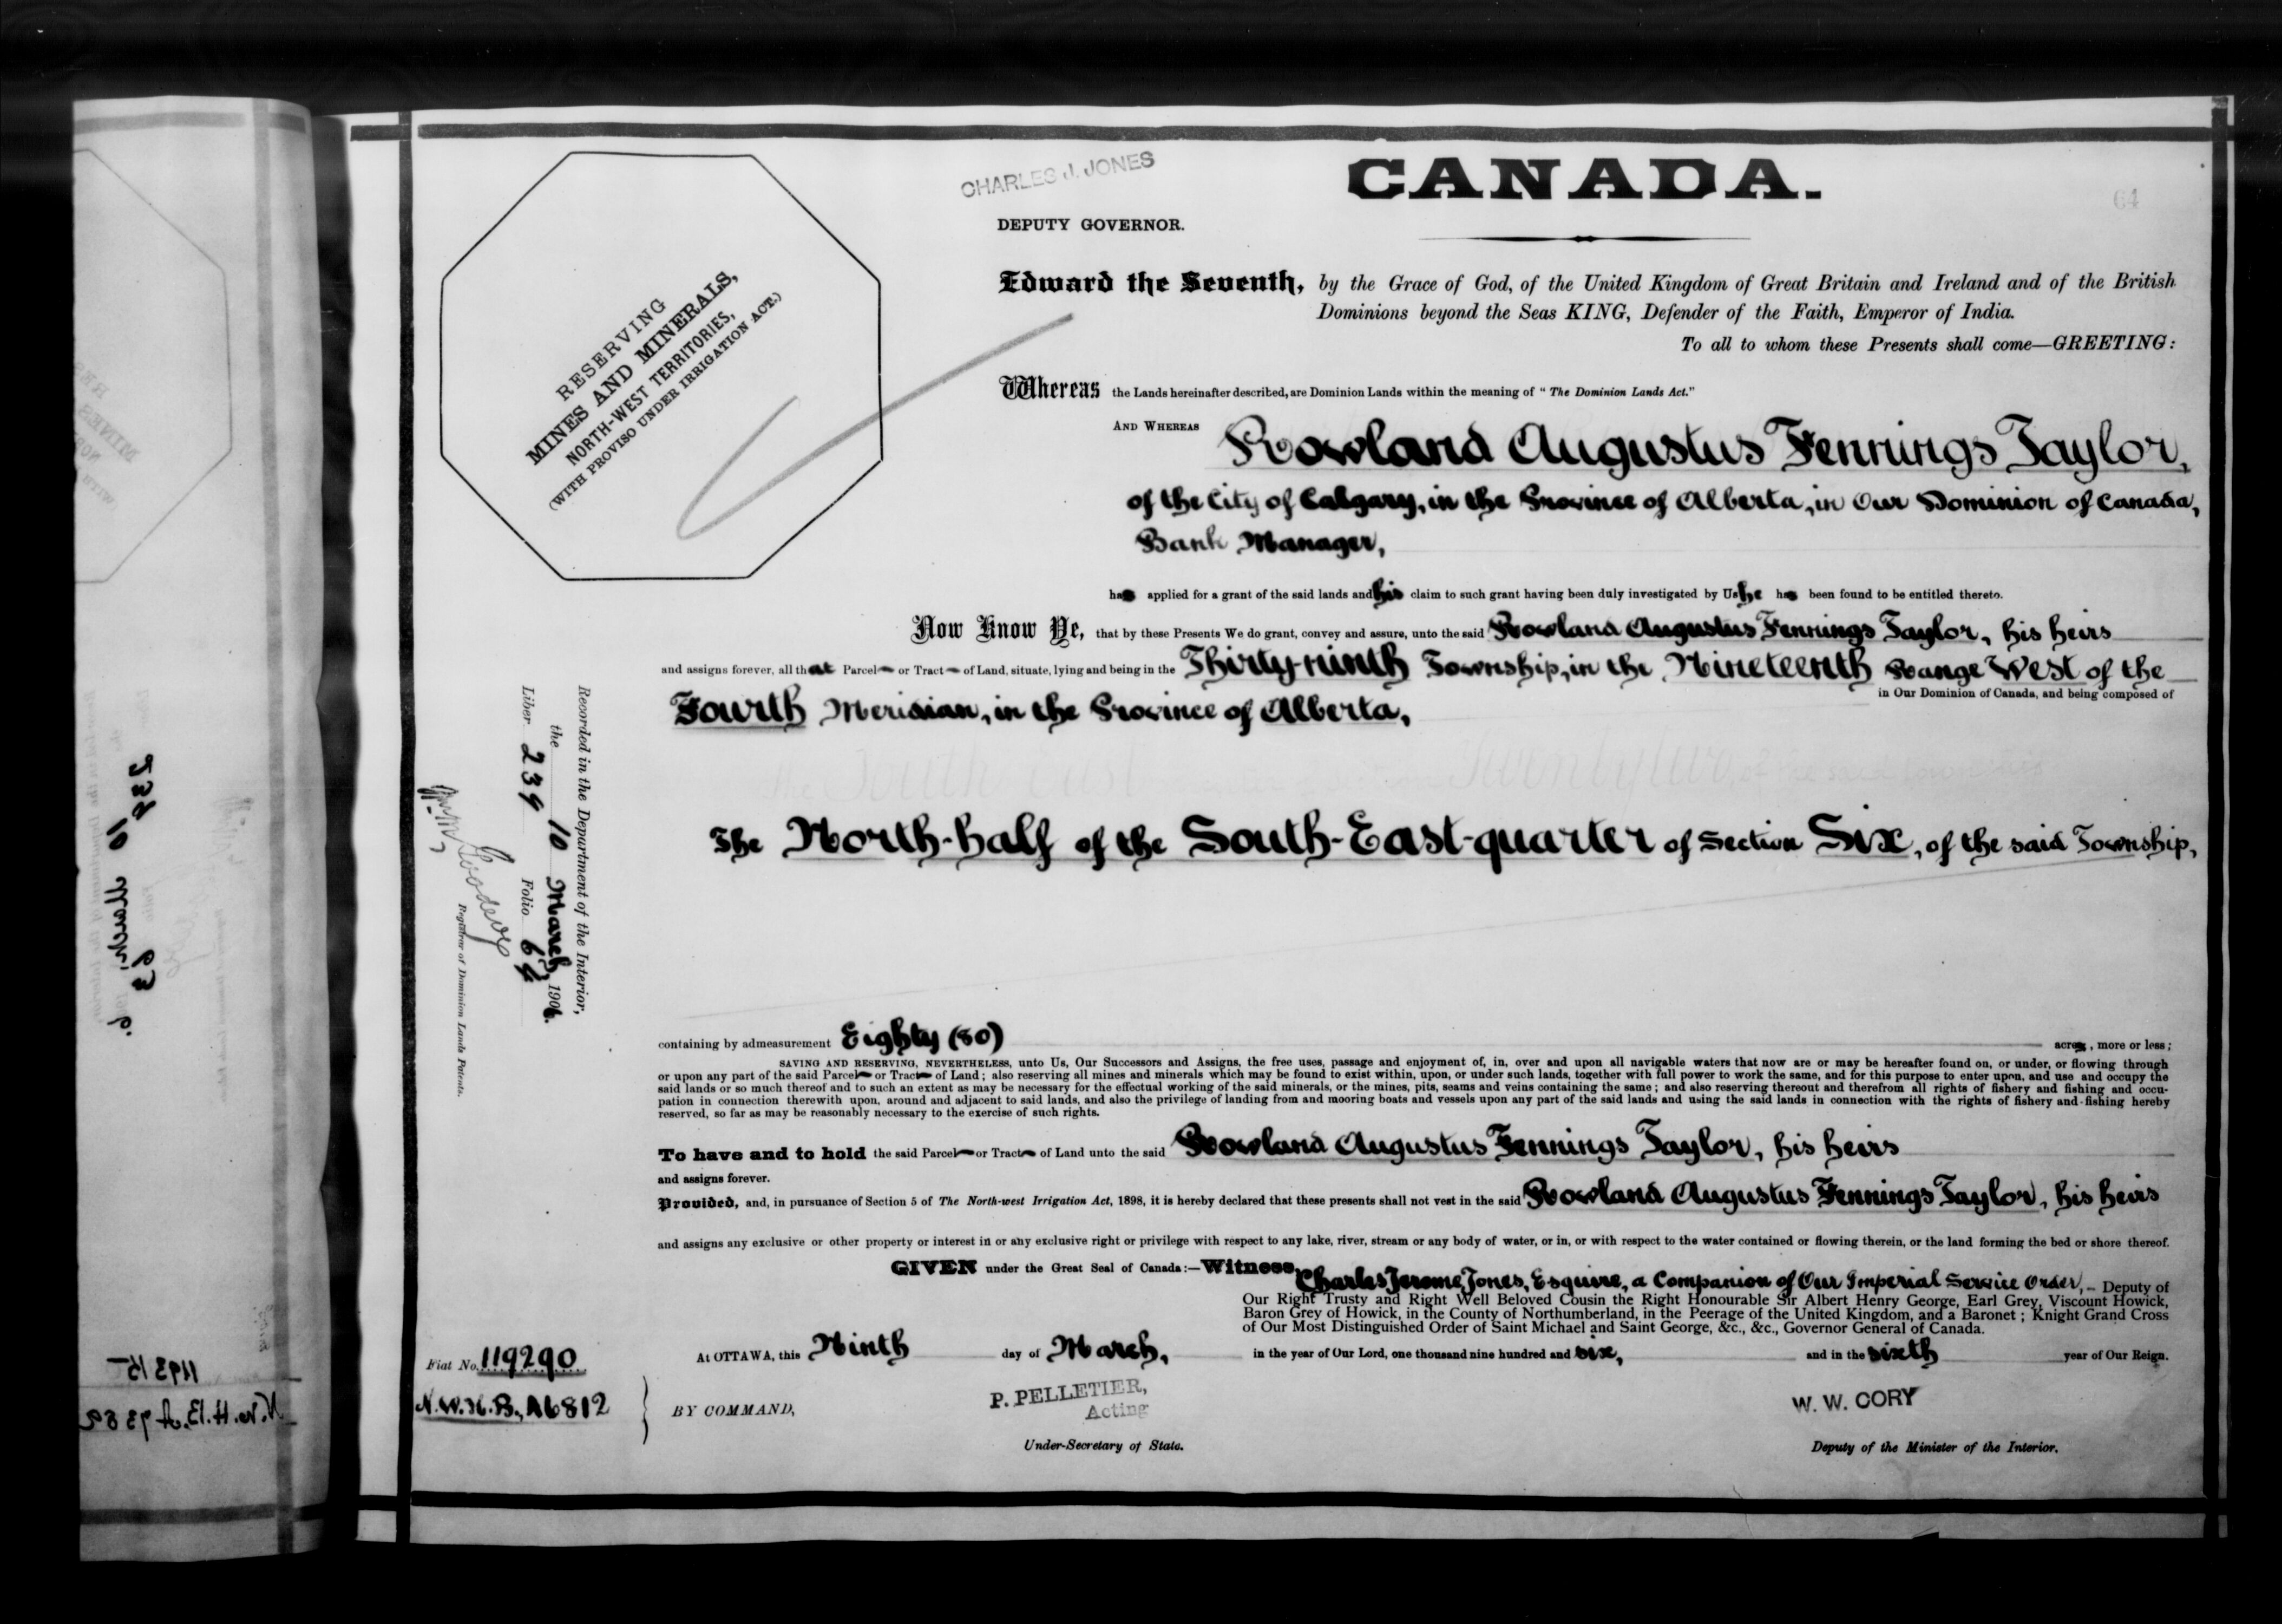 CHARLES J. JONES
CANADA.
64
DEPUTY GOVERNOR.
RESERVING
MINES AND MINERALS,
NORTH-WEST TERRITORIES,
(WITH PROVISO UNDER IRRIGATION ACT.)
Edward the Seventh, by the Grace of God, of the United Kingdom of Great Britain and Ireland and of the British
Dominions beyond the Seas KING, Defender of the Faith, Emperor of India.
To all to whom these Presents shall come—GREETING:
Whereas the Lands hereinafter described, are Dominion Lands within the meaning of "The Dominion Lands Act."
AND WHEREAS Rowland Augustus Fennings Taylor,
of the City of Calgary, in the Province of Alberta, in Our Dominion of Canada,
Bank Manager,
has applied for a grant of the said lands and his claim to such grant having been duly investigated by Us he has been found to be entitled thereto.
Now Know Ye, that by these Presents We do grant, convey and assure, unto the said Rowland Augustus Fennings Taylor, his heirs
and assigns forever, all that Parcel or Tract of Land, situate, lying and being in the Thirty-ninth Township, in the Nineteenth Range West of the
in Our Dominion of Canada, and being composed of
Fourth Meridian, in the Province of Alberta,
The North-half of the South-East-quarter of Section Six, of the said Township,
Recorded in the Department of the Interior,
the 10 March, 1906.
Liber 239 Folio 64
Registrar of Dominion Lands Patents.
containing by admeasurement Eighty (80) acres, more or less;
SAVING AND RESERVING, NEVERTHELESS, unto Us, Our Successors and Assigns, the free uses, passage and enjoyment of, in, over and upon all navigable waters that now are or may be hereafter found on, or under, or flowing through
or upon any part of the said Parcel or Tract of Land; also reserving all mines and minerals which may be found to exist within, upon, or under such lands, together with full power to work the same, and for this purpose to enter upon, and use and occupy the
said lands or so much thereof and to such an extent as may be necessary for the effectual working of the said minerals, or the mines, pits, seams and veins containing the same; and also reserving thereout and therefrom all rights of fishery and fishing and occu-
pation in connection therewith upon, around and adjacent to said lands, and also the privilege of landing from and mooring boats and vessels upon any part of the said lands and using the said lands in connection with the rights of fishery and fishing hereby
reserved, so far as may be reasonably necessary to the exercise of such rights.
To have and to hold the said Parcel or Tract of Land unto the said Rowland Augustus Fennings Taylor, his heirs
and assigns forever.
Provided, and, in pursuance of Section 5 of The North-west Irrigation Act, 1898, it is hereby declared that these presents shall not vest in the said Rowland Augustus Fennings Taylor, his heirs
and assigns any exclusive or other property or interest in or any exclusive right or privilege with respect to any lake, river, stream or any body of water, or in, or with respect to the water contained or flowing therein, or the land forming the bed or shore thereof.
GIVEN under the Great Seal of Canada:—Witness, Charles Jerome Jones, Esquire, a Companion of Our Imperial Service Order, – Deputy of
Our Right Trusty and Right Well Beloved Cousin the Right Honourable Sir Albert Henry George, Earl Grey, Viscount Howick,
Baron Grey of Howick, in the County of Northumberland, in the Peerage of the United Kingdom, and a Baronet; Knight Grand Cross
of Our Most Distinguished Order of Saint Michael and Saint George, &c., &c., Governor General of Canada.
At OTTAWA, this Ninth day of March, in the year of Our Lord, one thousand nine hundred and six, and in the sixth year of Our Reign.
Fiat No. 119290
N.W.H.B., A6812
BY COMMAND,
P. PELLETIER,
Acting
Under-Secretary of State.
W. W. CORY
Deputy of the Minister of the Interior.